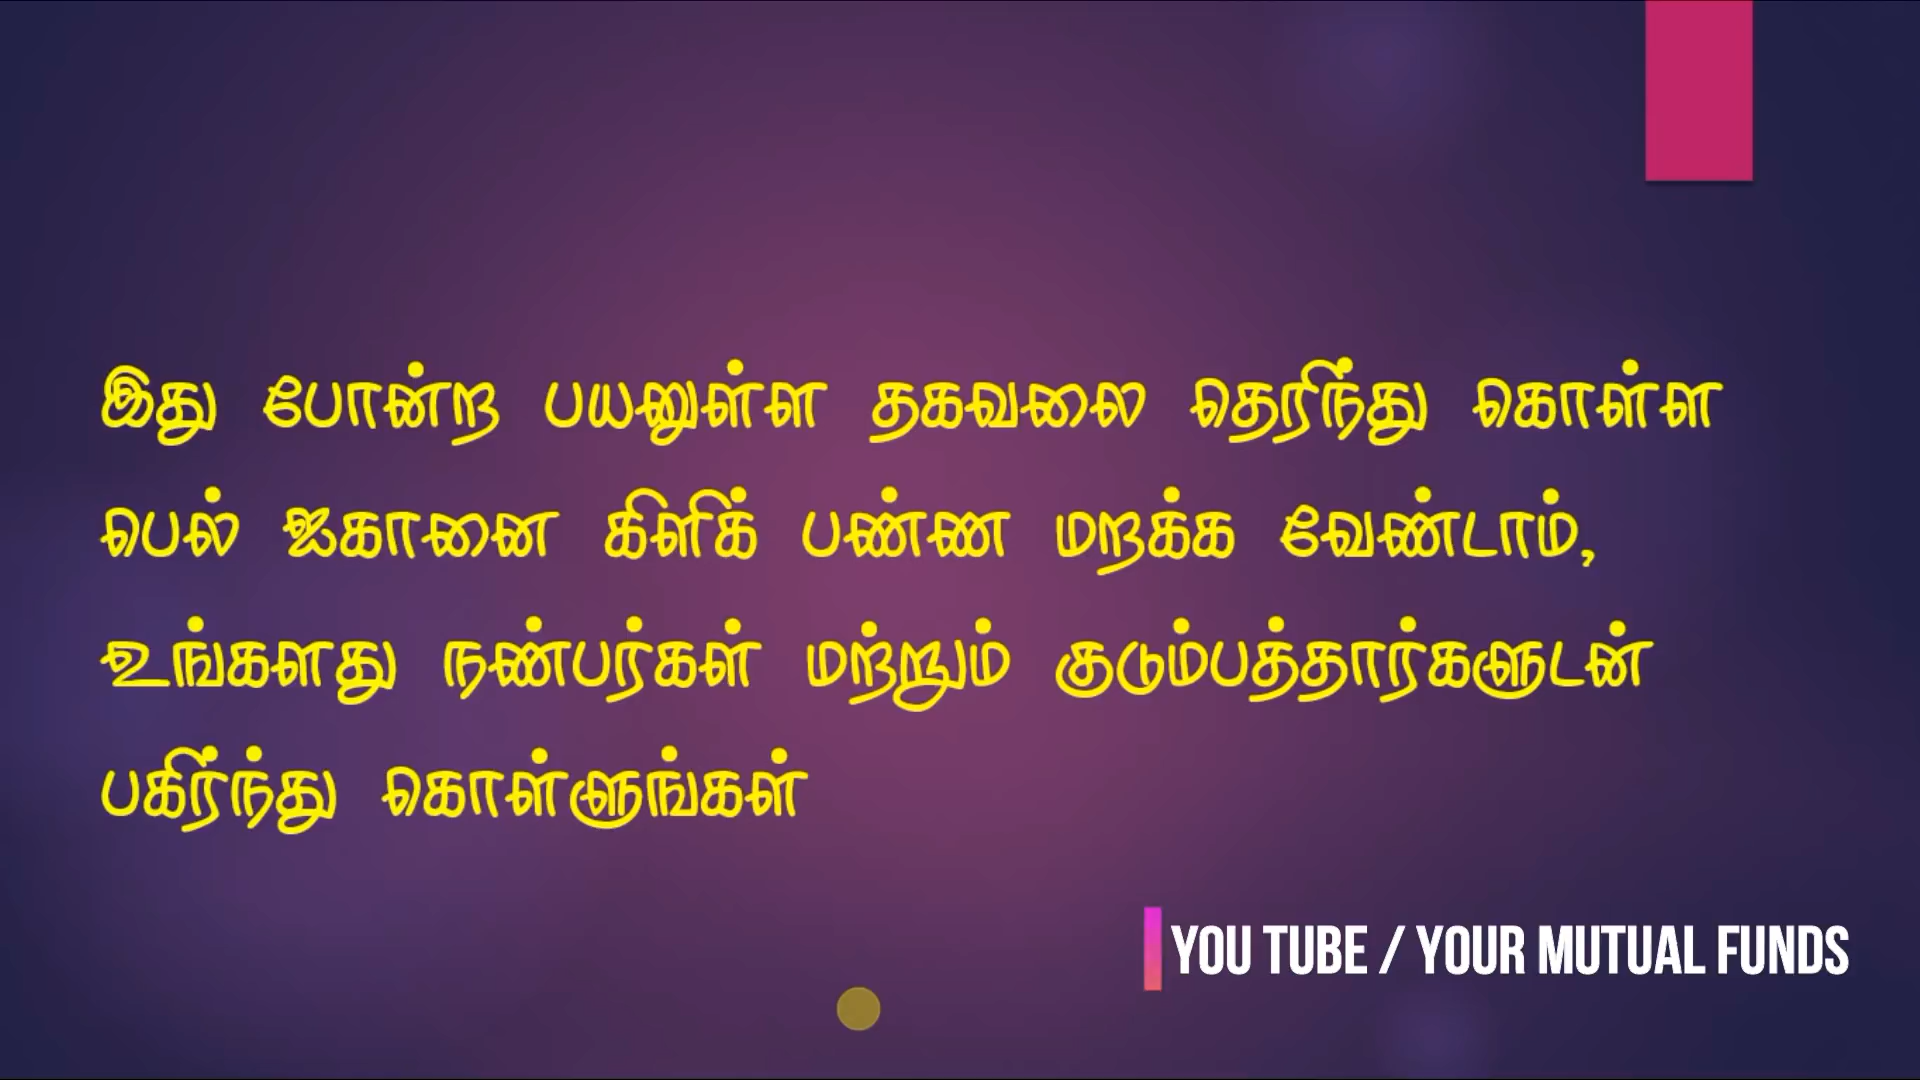 இது போன்ற பயனுள்ள தகவலை தெரிந்து கொள்ள
பெல் ஐகானை கிளிக் பண்ண மறக்க வேண்டாம்,
உங்களது நண்பர்கள் மற்றும் குடும்பத்தார்களுடன்
பகிர்ந்து கொள்ளுங்கள்
YOU TUBE / YOUR MUTUAL FUNDS